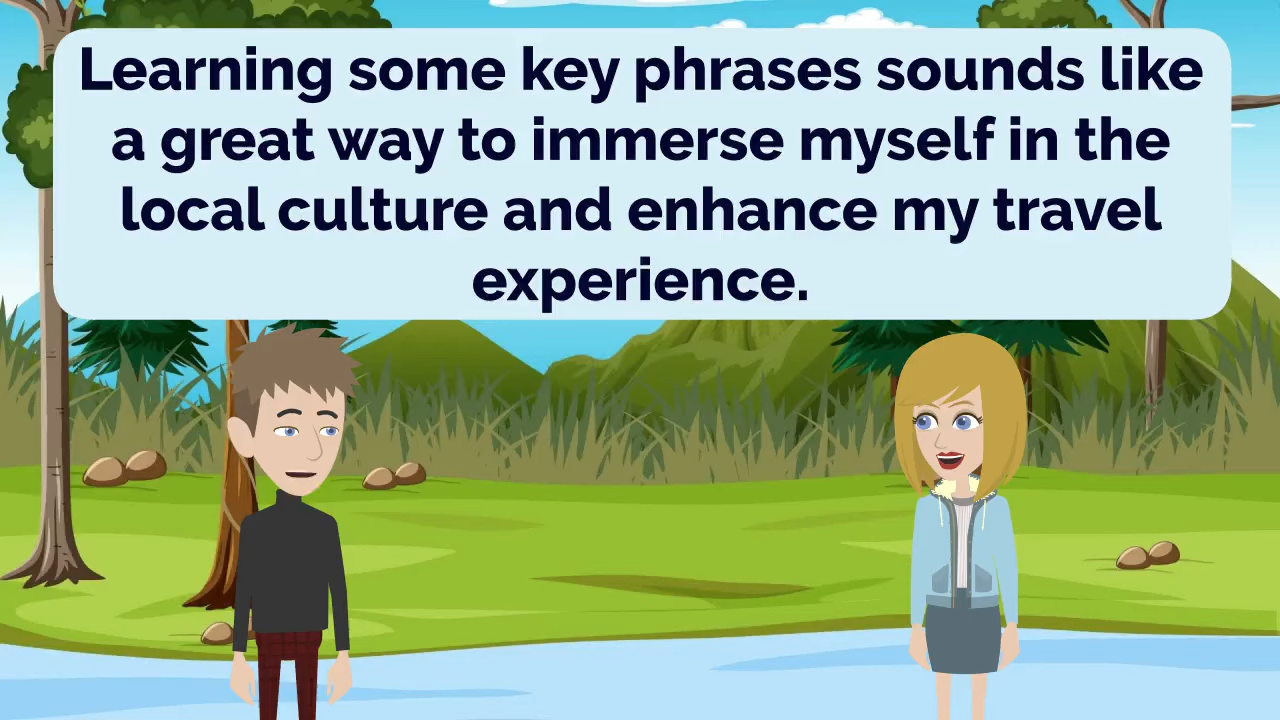 Learning some key phrases sounds like
a great way to immerse myself in the
local culture and enhance my travel
experience.